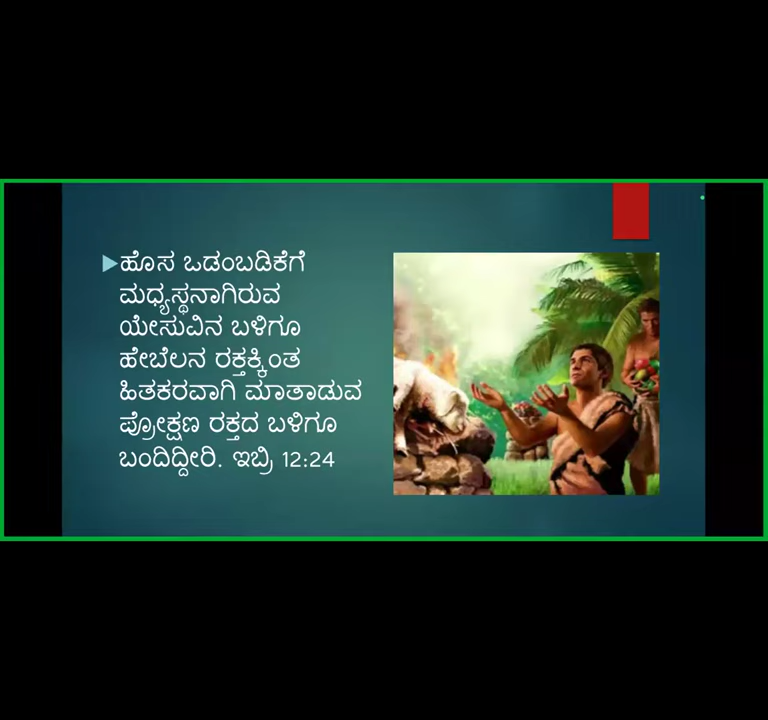 ಹೊಸ ಒಡಂಬಡಿಕೆಗೆ
ಮಧ್ಯಸ್ಥನಾಗಿರುವ
ಯೇಸುವಿನ ಬಳಿಗೂ
ಹೇಬೆಲನ ರಕ್ತಕ್ಕಿಂತ
ಹಿತಕರವಾಗಿ ಮಾತಾಡುವ
ಪ್ರೋಕ್ಷಣ ರಕ್ತದ ಬಳಿಗೂ
ಬಂದಿದ್ದೀರಿ. ಇಬ್ರಿ 12:24